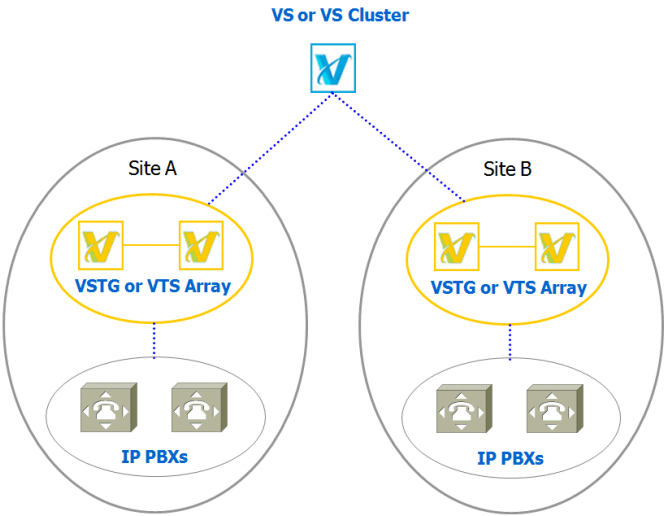 VS or VS Cluster
Site A
Site B
VSTG or VTS Array
VSTG or VTS Array
IP PBXs
IP PBXs